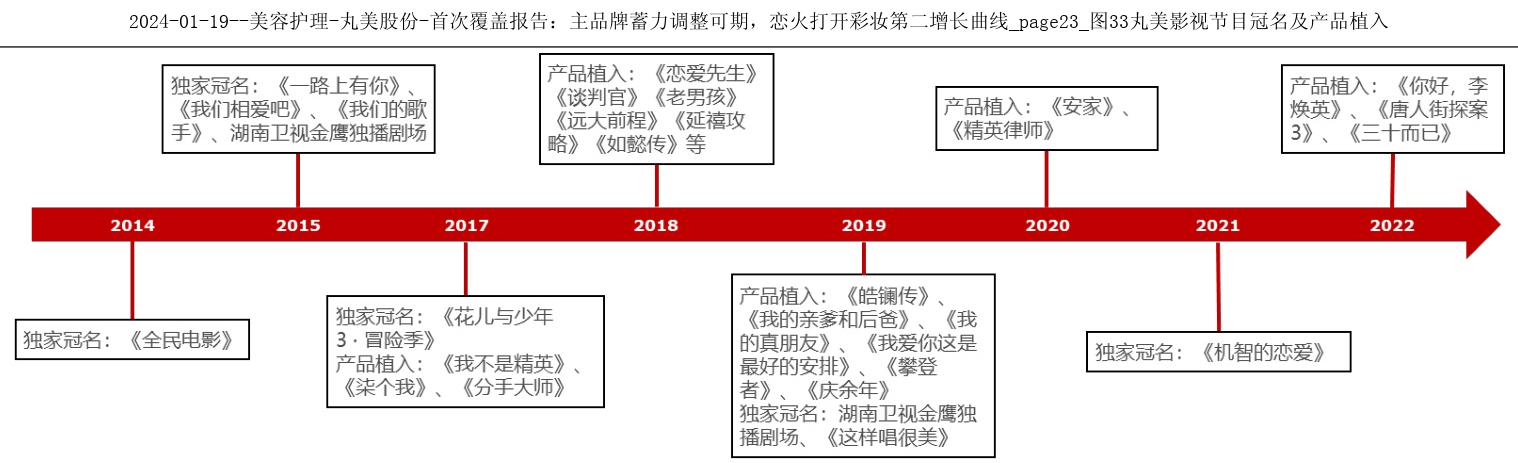 2024-01-19--美容护理-丸美股份-首次覆盖报告：主品牌蓄力调整可期，恋火打开彩妆第二增长曲线_page23_图33丸美影视节目冠名及产品植入
独家冠名：《一路上有你》、
《我们相爱吧》、《我们的歌
手》、湖南卫视金鹰独播剧场
产品植入：《恋爱先生》
《谈判官》《老男孩》
《远大前程》《延禧攻
略》《如懿传》等
产品植入：《安家》、
《精英律师》
产品植入：《你好，李
焕英》、《唐人街探案
3》、《三十而已》
2014
2015
2017
2018
2019
2020
2021
2022
独家冠名：《全民电影》
独家冠名：《花儿与少年
3·冒险季》
产品植入：《我不是精英》、
《柒个我》、《分手大师》
产品植入：《皓镧传》、
《我的亲爹和后爸》、《我
的真朋友》、《我爱你这是
最好的安排》、《攀登
者》、《庆余年》
独家冠名：湖南卫视金鹰独
播剧场、《这样唱很美》
独家冠名：《机智的恋爱》